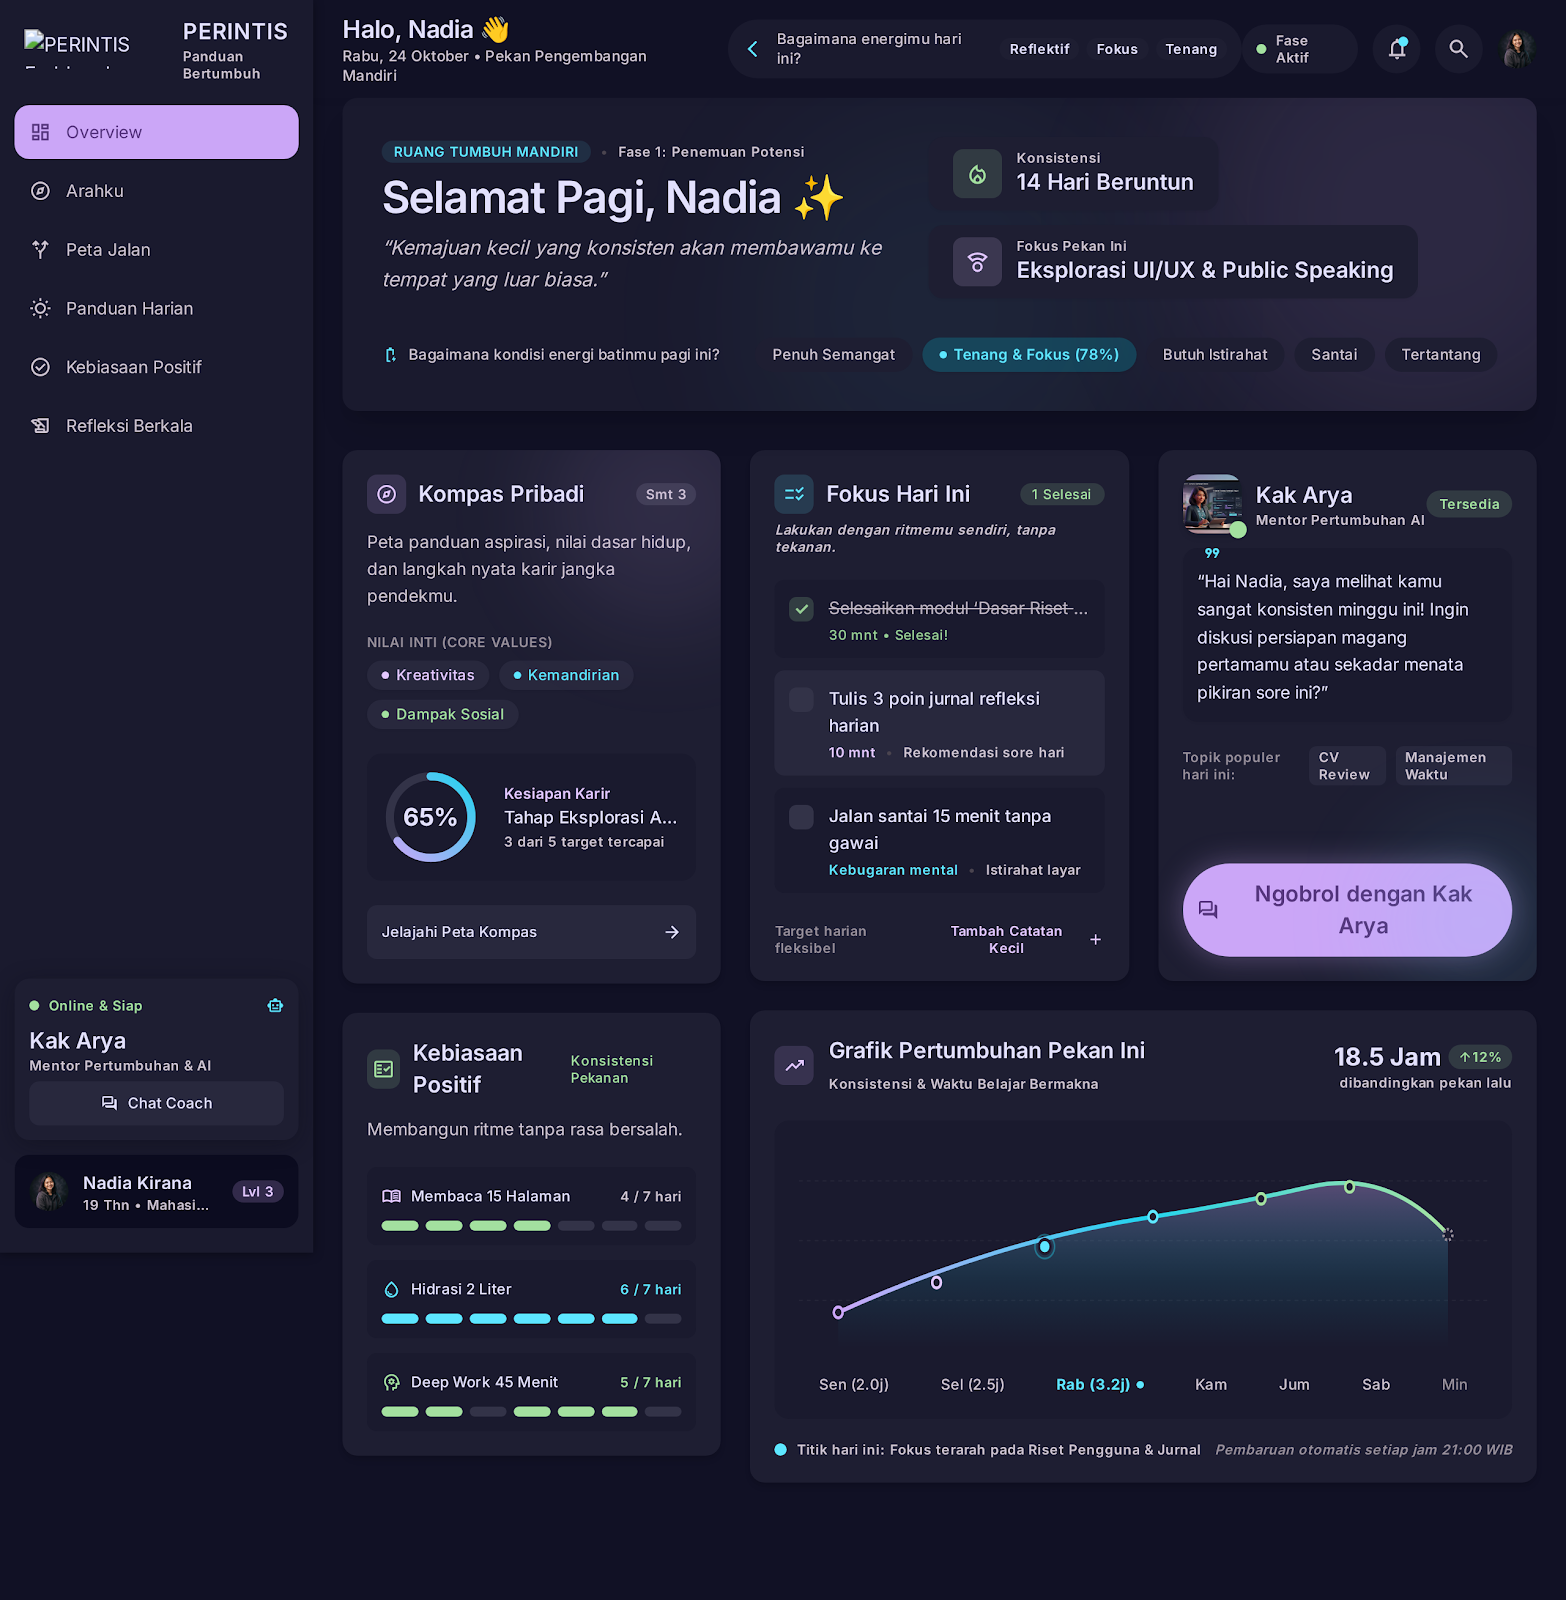 PERINTIS
PERINTIS
Panduan
Bertumbuh
Overview
Arahku
Peta Jalan
Panduan Harian
Kebiasaan Positif
Refleksi Berkala
Online & Siap
Kak Arya
Mentor Pertumbuhan & AI
Chat Coach
Nadia Kirana
19 Thn • Mahasi...
Lvl 3
Halo, Nadia 👋
Rabu, 24 Oktober • Pekan Pengembangan
Mandiri
Bagaimana energimu hari
ini?
Reflektif
Fokus
Tenang
Fase
Aktif
RUANG TUMBUH MANDIRI • Fase 1: Penemuan Potensi
Selamat Pagi, Nadia ✨
“Kemajuan kecil yang konsisten akan membawamu ke
tempat yang luar biasa.”
Konsistensi
14 Hari Beruntun
Fokus Pekan Ini
Eksplorasi UI/UX & Public Speaking
Bagaimana kondisi energi batinmu pagi ini?
Penuh Semangat
Tenang & Fokus (78%)
Butuh Istirahat
Santai
Tertantang
Kompas Pribadi
Smt 3
Peta panduan aspirasi, nilai dasar hidup,
dan langkah nyata karir jangka
pendekmu.
NILAI INTI (CORE VALUES)
Kreativitas
Kemandirian
Dampak Sosial
65%
Kesiapan Karir
Tahap Eksplorasi A...
3 dari 5 target tercapai
Jelajahi Peta Kompas
Fokus Hari Ini
1 Selesai
Lakukan dengan ritmemu sendiri, tanpa
tekanan.
Selesaikan modul ‘Dasar Riset ...
30 mnt • Selesai!
Tulis 3 poin jurnal refleksi
harian
10 mnt • Rekomendasi sore hari
Jalan santai 15 menit tanpa
gawai
Kebugaran mental • Istirahat layar
Target harian
fleksibel
Tambah Catatan
Kecil
+
Kak Arya
Mentor Pertumbuhan AI
Tersedia
“Hai Nadia, saya melihat kamu
sangat konsisten minggu ini! Ingin
diskusi persiapan magang
pertamamu atau sekadar menata
pikiran sore ini?”
Topik populer
hari ini:
CV
Review
Manajemen
Waktu
Ngobrol dengan Kak
Arya
Kebiasaan
Positif
Konsistensi
Pekanan
Membangun ritme tanpa rasa bersalah.
Membaca 15 Halaman
4 / 7 hari
Hidrasi 2 Liter
6 / 7 hari
Deep Work 45 Menit
5 / 7 hari
Grafik Pertumbuhan Pekan Ini
Konsistensi & Waktu Belajar Bermakna
18.5 Jam
↑12%
dibandingkan pekan lalu
Sen (2.0j)
Sel (2.5j)
Rab (3.2j) •
Kam
Jum
Sab
Min
Titik hari ini: Fokus terarah pada Riset Pengguna & Jurnal
Pembaruan otomatis setiap jam 21:00 WIB